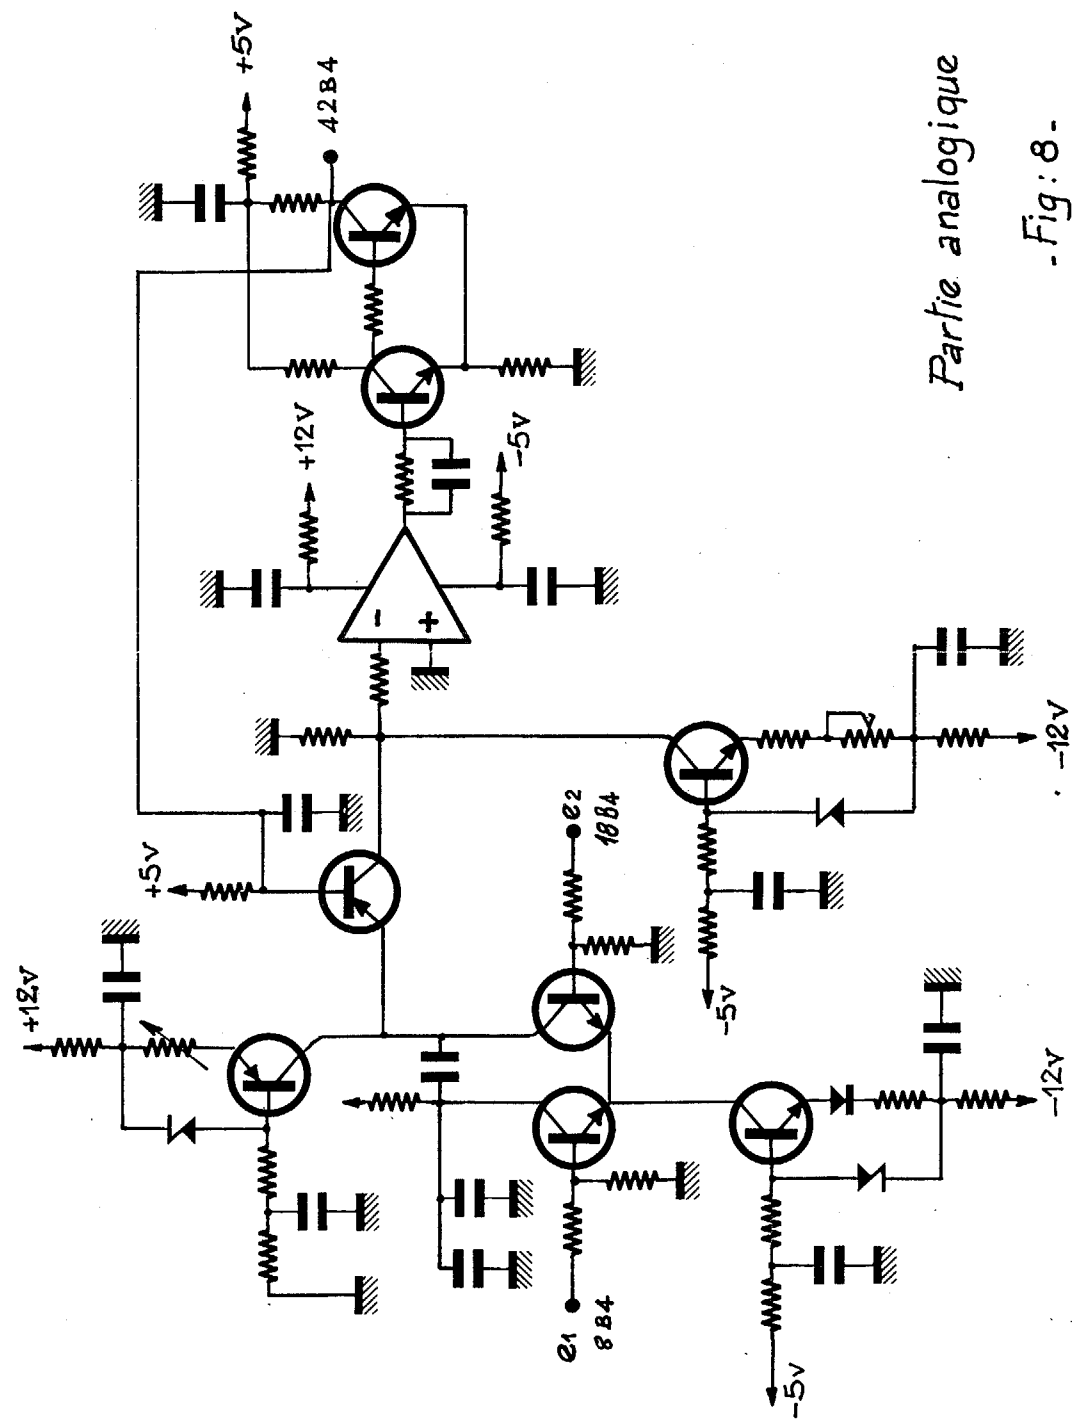 +5v
42B4
+12v
-5v
+5v
+12v
-
+
e2
18B4
-12v
-5v
e1
8B4
-12v
-5v
Partie analogique
- Fig : 8 -